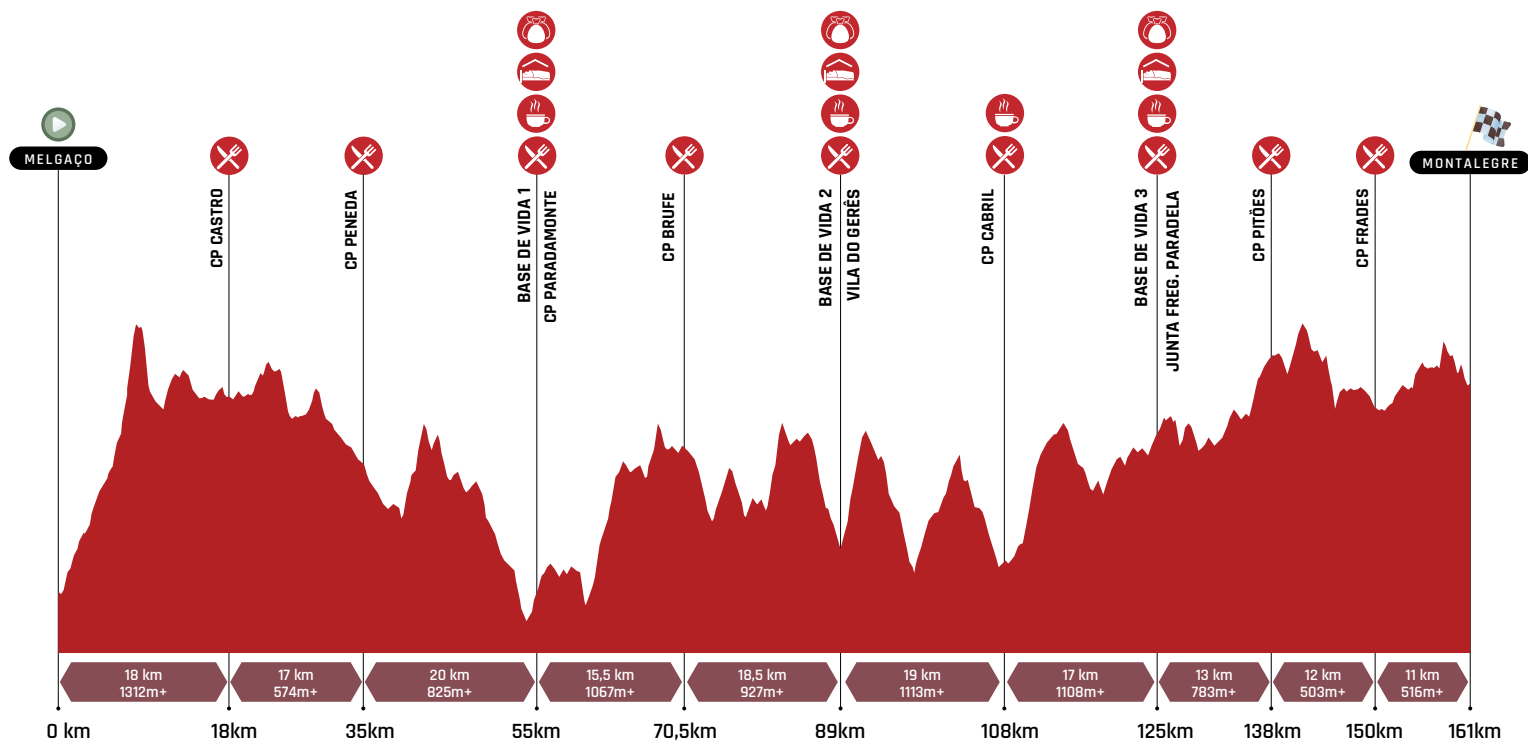 MELGAÇO
CP CASTRO
CP PENEDA
BASE DE VIDA 1
CP PARADAMONTE
CP BRUFE
BASE DE VIDA 2
VILA DO GERÊS
CP CABRIL
BASE DE VIDA 3
JUNTA FREG. PARADELA
CP PITÕES
CP FRADES
MONTALEGRE
18 km
1312m+
17 km
574m+
20 km
825m+
15,5 km
1067m+
18,5 km
927m+
19 km
1113m+
17 km
1108m+
13 km
783m+
12 km
503m+
11 km
516m+
0 km
18km
35km
55km
70,5km
89km
108km
125km
138km
150km
161km